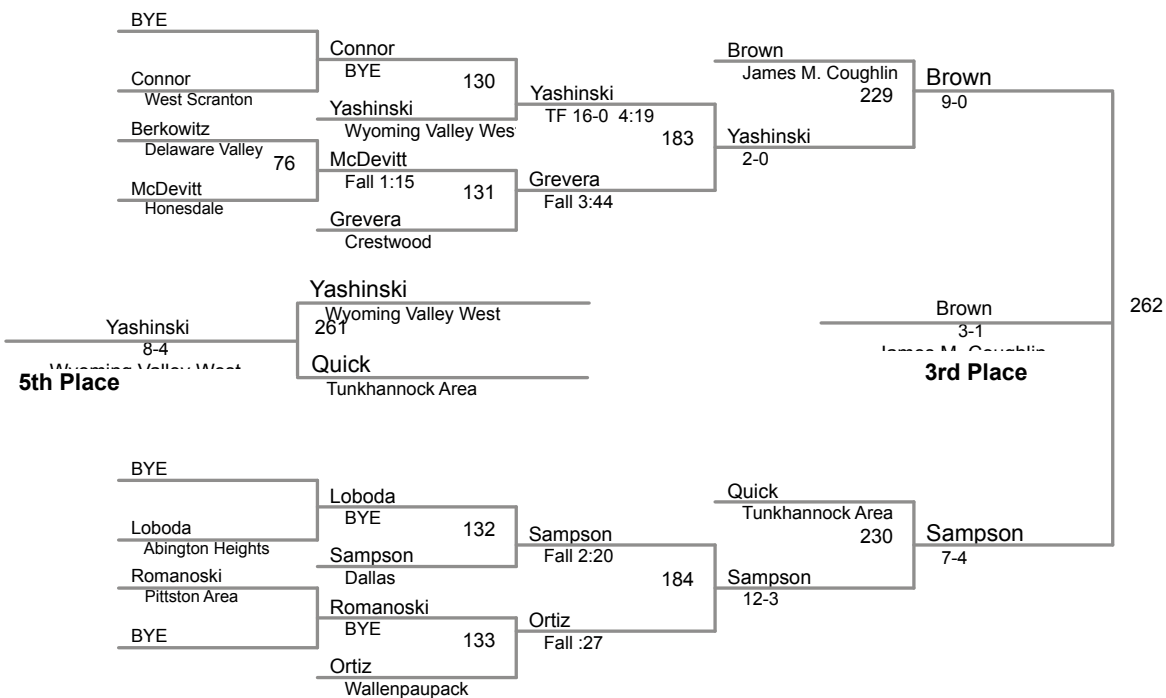 BYE
Connor
West Scranton
Connor
BYE
130
Yashinski
Wyoming Valley Wes
Berkowitz
Delaware Valley
76
McDevitt
Honesdale
McDevitt
Fall 1:15
131
Grevera
Crestwood
Yashinski
TF 16-0 4:19
183
Grevera
Fall 3:44
Brown
James M. Coughlin
229
Yashinski
2-0
Brown
9-0
262
Yashinski
Wyoming Valley West
261
Quick
Tunkhannock Area
Yashinski
8-4
Wyoming Valley West
5th Place
Brown
3-1
James M. Coughlin
3rd Place
BYE
Loboda
Abington Heights
Loboda
BYE
132
Sampson
Dallas
Romanoski
Pittston Area
BYE
Romanoski
BYE
133
Ortiz
Wallenpaupack
Sampson
Fall 2:20
184
Ortiz
Fall :27
Quick
Tunkhannock Area
230
Sampson
12-3
Sampson
7-4